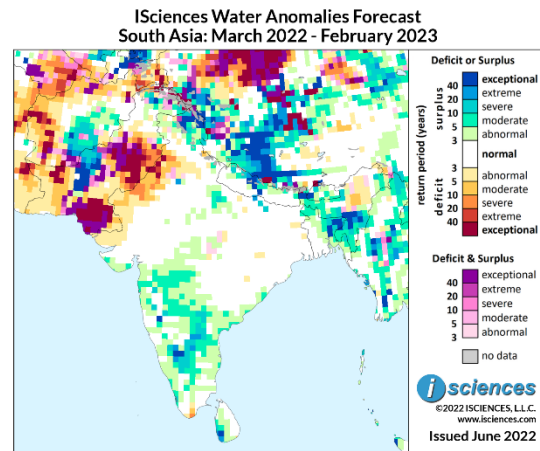 ISciences Water Anomalies Forecast
South Asia: March 2022 - February 2023
Deficit or Surplus
exceptional
40
extreme
20
severe
10
moderate
5
abnormal
3
normal
3
abnormal
5
moderate
10
severe
20
extreme
40
exceptional
surplus
deficit
return period (years)
Deficit & Surplus
exceptional
40
extreme
20
severe
10
moderate
5
abnormal
3
no data
i sciences
©2022 ISCIENCES, L.L.C.
www.isciences.com
Issued June 2022